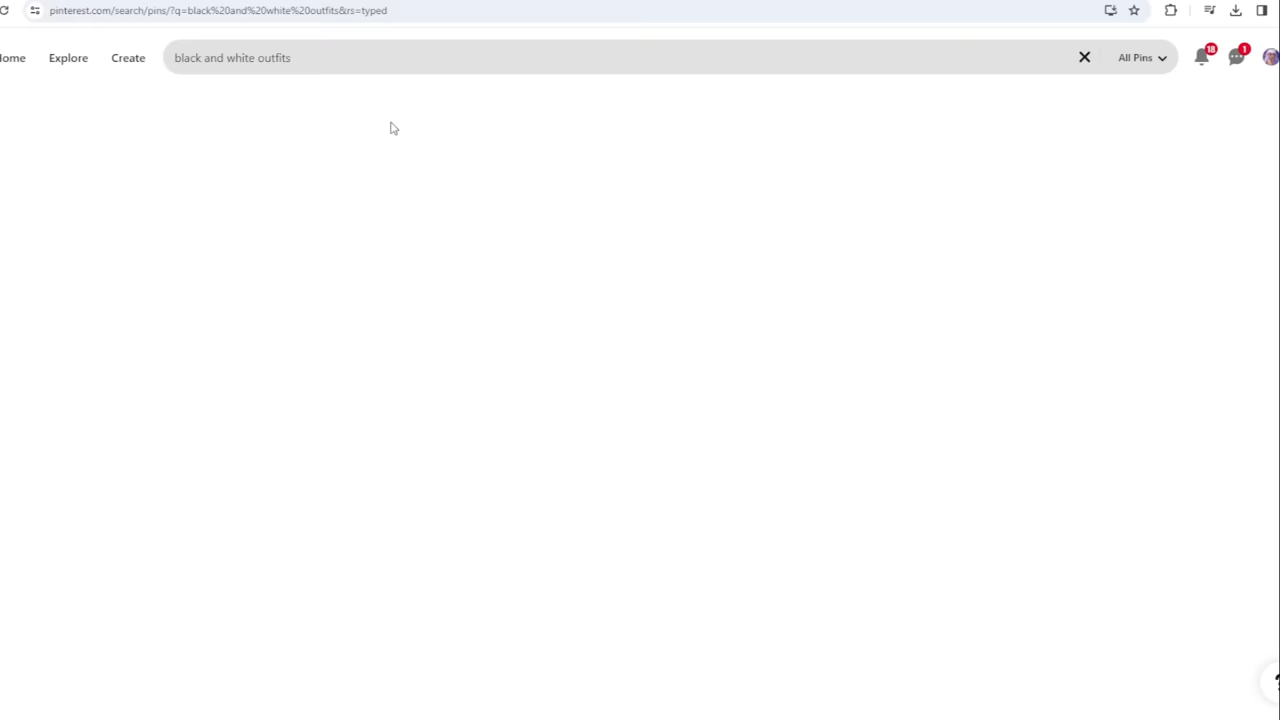 pinterest.com/search/pins/?q=black%20and%20white%20outfits&rs=typed
Home Explore Create black and white outfits All Pins 18 1
?